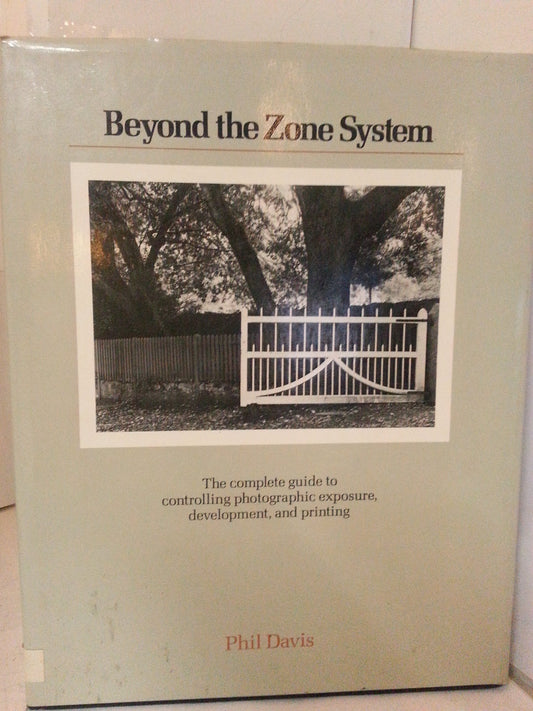 Beyond the Zone System
The complete guide to
controlling photographic exposure,
development, and printing
Phil Davis